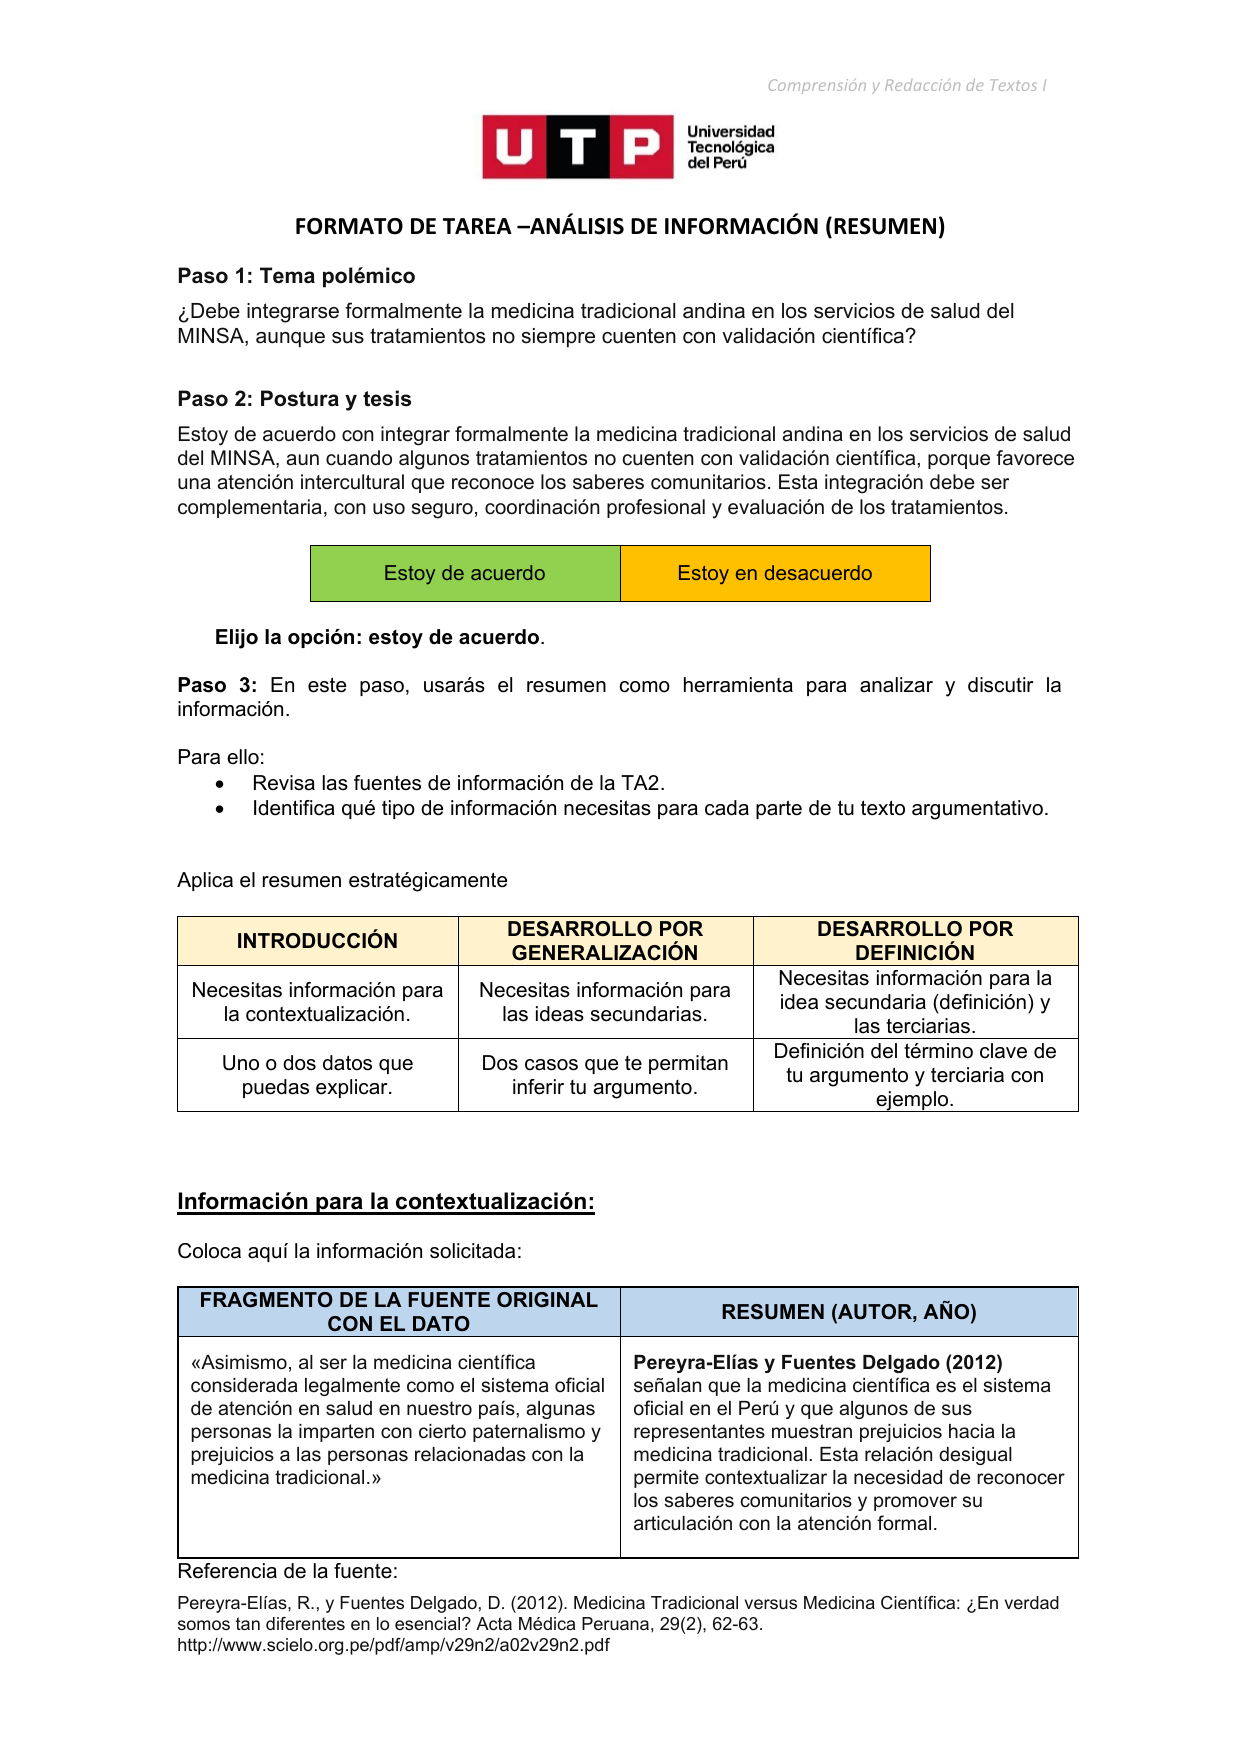 Comprensión y Redacción de Textos I
UTP
Universidad
Tecnológica
del Perú
FORMATO DE TAREA –ANÁLISIS DE INFORMACIÓN (RESUMEN)
Paso 1: Tema polémico
¿Debe integrarse formalmente la medicina tradicional andina en los servicios de salud del
MINSA, aunque sus tratamientos no siempre cuenten con validación científica?
Paso 2: Postura y tesis
Estoy de acuerdo con integrar formalmente la medicina tradicional andina en los servicios de salud
del MINSA, aun cuando algunos tratamientos no cuenten con validación científica, porque favorece
una atención intercultural que reconoce los saberes comunitarios. Esta integración debe ser
complementaria, con uso seguro, coordinación profesional y evaluación de los tratamientos.
Estoy de acuerdo
Estoy en desacuerdo
Elijo la opción: estoy de acuerdo.
Paso 3: En este paso, usarás el resumen como herramienta para analizar y discutir la
información.
Para ello:
• Revisa las fuentes de información de la TA2.
• Identifica qué tipo de información necesitas para cada parte de tu texto argumentativo.
Aplica el resumen estratégicamente
INTRODUCCIÓN
DESARROLLO POR
GENERALIZACIÓN
DESARROLLO POR
DEFINICIÓN
Necesitas información para
la contextualización.
Necesitas información para
las ideas secundarias.
Necesitas información para la
idea secundaria (definición) y
las terciarias.
Uno o dos datos que
puedas explicar.
Dos casos que te permitan
inferir tu argumento.
Definición del término clave de
tu argumento y terciaria con
ejemplo.
Información para la contextualización:
Coloca aquí la información solicitada:
FRAGMENTO DE LA FUENTE ORIGINAL
CON EL DATO
RESUMEN (AUTOR, AÑO)
«Asimismo, al ser la medicina científica
considerada legalmente como el sistema oficial
de atención en salud en nuestro país, algunas
personas la imparten con cierto paternalismo y
prejuicios a las personas relacionadas con la
medicina tradicional.»
Pereyra-Elías y Fuentes Delgado (2012)
señalan que la medicina científica es el sistema
oficial en el Perú y que algunos de sus
representantes muestran prejuicios hacia la
medicina tradicional. Esta relación desigual
permite contextualizar la necesidad de reconocer
los saberes comunitarios y promover su
articulación con la atención formal.
Referencia de la fuente:
Pereyra-Elías, R., y Fuentes Delgado, D. (2012). Medicina Tradicional versus Medicina Científica: ¿En verdad
somos tan diferentes en lo esencial? Acta Médica Peruana, 29(2), 62-63.
http://www.scielo.org.pe/pdf/amp/v29n2/a02v29n2.pdf